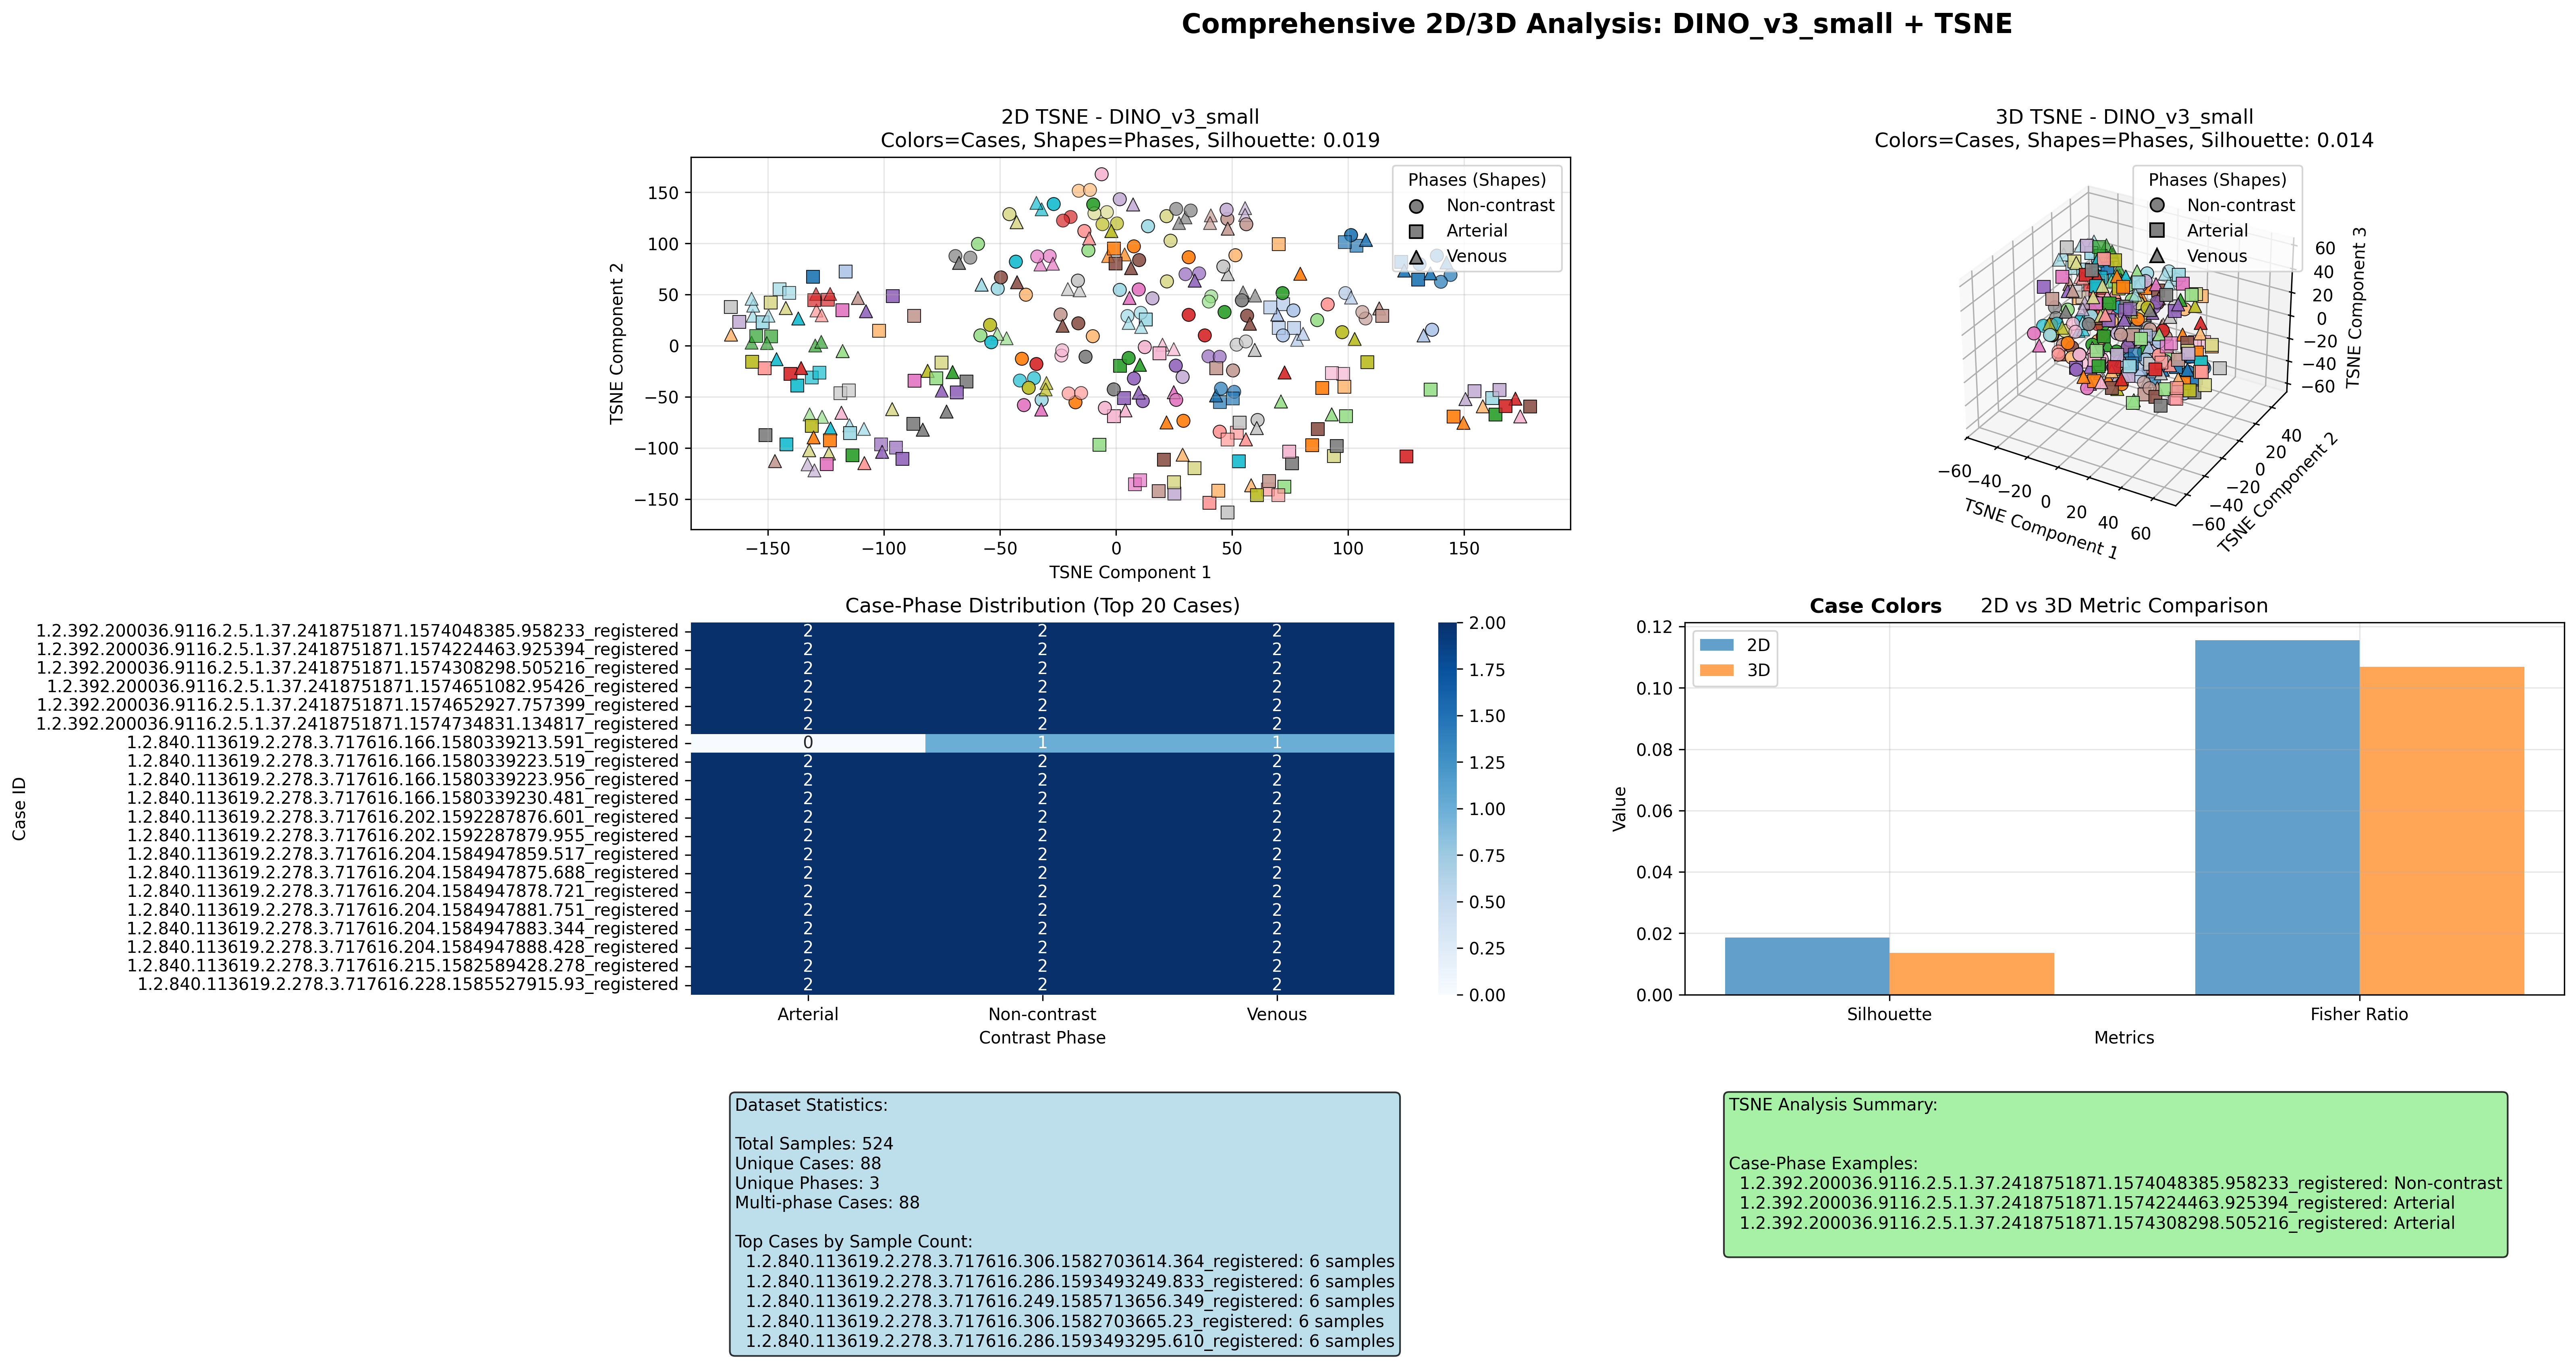 Comprehensive 2D/3D Analysis: DINO_v3_small + TSNE
2D TSNE - DINO_v3_small
Colors=Cases, Shapes=Phases, Silhouette: 0.019
Phases (Shapes)
Non-contrast
Arterial
Venous
150
100
50
0
−50
−100
−150
TSNE Component 2
−150
−100
−50
0
50
100
150
TSNE Component 1
3D TSNE - DINO_v3_small
Colors=Cases, Shapes=Phases, Silhouette: 0.014
Phases (Shapes)
Non-contrast
Arterial
Venous
60
40
20
0
−20
−40
−60
TSNE Component 3
40
20
0
−20
−40
−60
TSNE Component 2
−60
−40
−20
0
20
40
60
TSNE Component 1
Case-Phase Distribution (Top 20 Cases)
1.2.392.200036.9116.2.5.1.37.2418751871.1574048385.958233_registered 2 2 2
1.2.392.200036.9116.2.5.1.37.2418751871.1574224463.925394_registered 2 2 2
1.2.392.200036.9116.2.5.1.37.2418751871.1574308298.505216_registered 2 2 2
1.2.392.200036.9116.2.5.1.37.2418751871.1574651082.95426_registered 2 2 2
1.2.392.200036.9116.2.5.1.37.2418751871.1574652927.757399_registered 2 2 2
1.2.392.200036.9116.2.5.1.37.2418751871.1574734831.134817_registered 2 2 2
1.2.840.113619.2.278.3.717616.166.1580339213.591_registered 0 1 1
1.2.840.113619.2.278.3.717616.166.1580339223.519_registered 2 2 2
1.2.840.113619.2.278.3.717616.166.1580339223.956_registered 2 2 2
1.2.840.113619.2.278.3.717616.166.1580339230.481_registered 2 2 2
1.2.840.113619.2.278.3.717616.202.1592287876.601_registered 2 2 2
1.2.840.113619.2.278.3.717616.202.1592287879.955_registered 2 2 2
1.2.840.113619.2.278.3.717616.204.1584947859.517_registered 2 2 2
1.2.840.113619.2.278.3.717616.204.1584947875.688_registered 2 2 2
1.2.840.113619.2.278.3.717616.204.1584947878.721_registered 2 2 2
1.2.840.113619.2.278.3.717616.204.1584947881.751_registered 2 2 2
1.2.840.113619.2.278.3.717616.204.1584947883.344_registered 2 2 2
1.2.840.113619.2.278.3.717616.204.1584947888.428_registered 2 2 2
1.2.840.113619.2.278.3.717616.215.1582589428.278_registered 2 2 2
1.2.840.113619.2.278.3.717616.228.1585527915.93_registered 2 2 2
Case ID
Arterial
Non-contrast
Venous
Contrast Phase
2.00
1.75
1.50
1.25
1.00
0.75
0.50
0.25
0.00
Case Colors
2D vs 3D Metric Comparison
2D
3D
0.12
0.10
0.08
0.06
0.04
0.02
0.00
Value
Silhouette
Fisher Ratio
Metrics
Dataset Statistics:
Total Samples: 524
Unique Cases: 88
Unique Phases: 3
Multi-phase Cases: 88
Top Cases by Sample Count:
1.2.840.113619.2.278.3.717616.306.1582703614.364_registered: 6 samples
1.2.840.113619.2.278.3.717616.286.1593493249.833_registered: 6 samples
1.2.840.113619.2.278.3.717616.249.1585713656.349_registered: 6 samples
1.2.840.113619.2.278.3.717616.306.1582703665.23_registered: 6 samples
1.2.840.113619.2.278.3.717616.286.1593493295.610_registered: 6 samples
TSNE Analysis Summary:
Case-Phase Examples:
1.2.392.200036.9116.2.5.1.37.2418751871.1574048385.958233_registered: Non-contrast
1.2.392.200036.9116.2.5.1.37.2418751871.1574224463.925394_registered: Arterial
1.2.392.200036.9116.2.5.1.37.2418751871.1574308298.505216_registered: Arterial